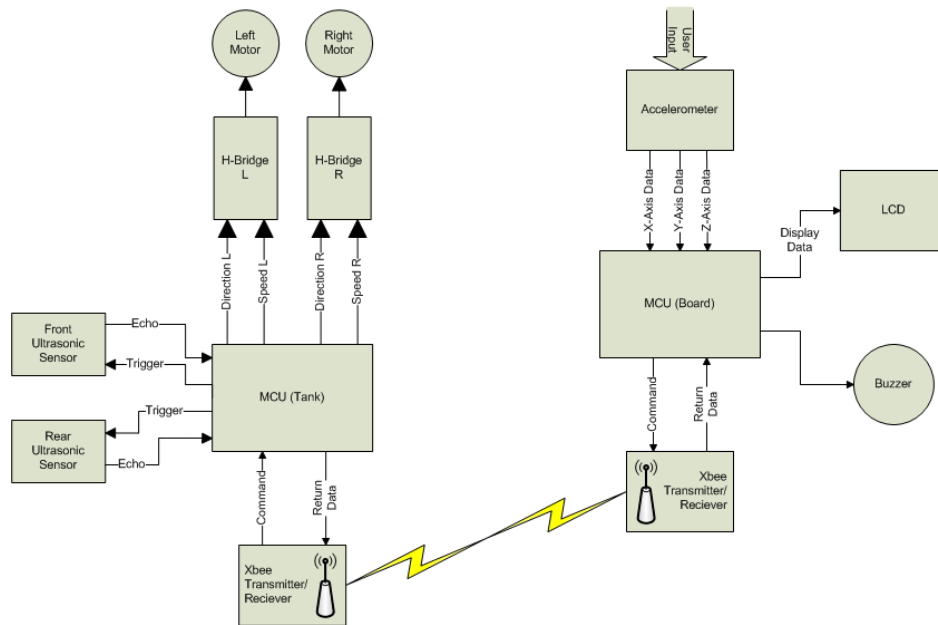 Left
Motor
Right
Motor
User
Input
Accelerometer
H-Bridge
L
H-Bridge
R
X-Axis Data
Y-Axis Data
Z-Axis Data
LCD
Display
Data
Direction L
Speed L
Direction R
Speed R
MCU (Board)
Front
Ultrasonic
Sensor
Echo
Trigger
MCU (Tank)
Buzzer
Trigger
Rear
Ultrasonic
Sensor
Echo
Command
Return
Data
Command
Return
Data
Xbee
Transmitter/
Reciever
Xbee
Transmitter/
Reciever